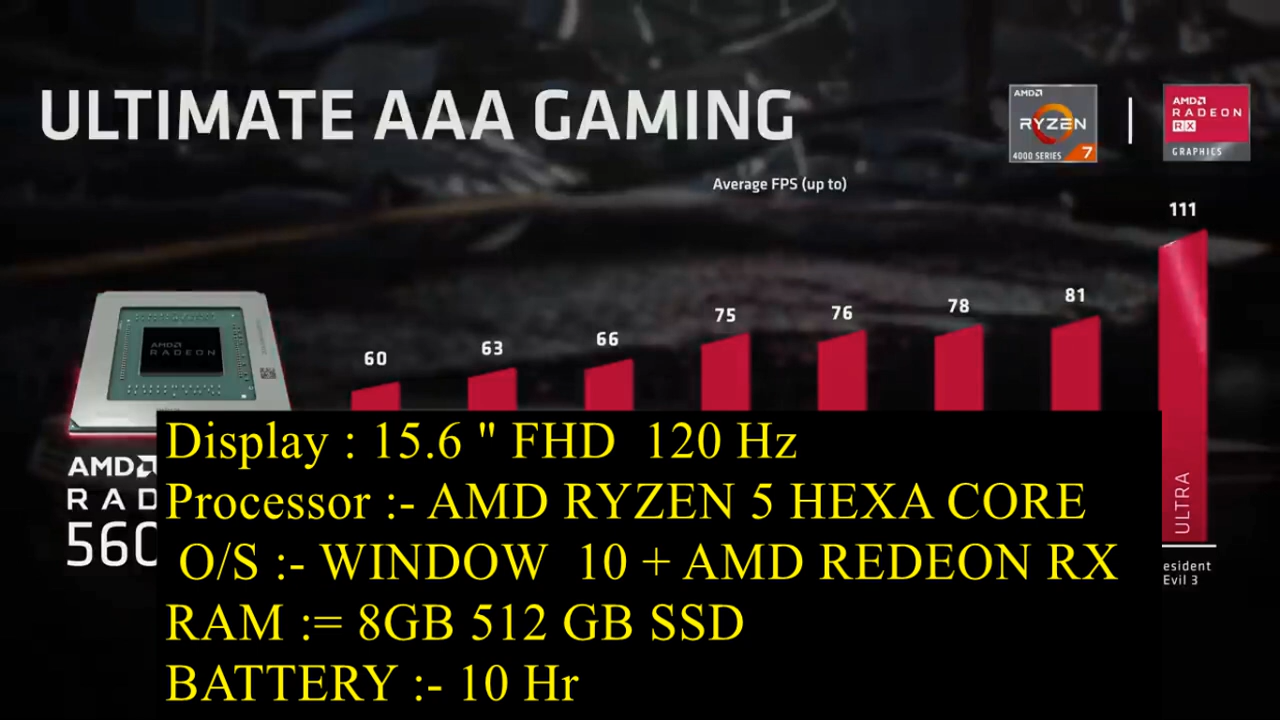 ULTIMATE AAA GAMING
AMD
RYZEN
4000 SERIES 7
AMD
RADEON
RX
GRAPHICS
Average FPS (up to)
60
63
66
75
76
78
81
111
AMD
RADEON
ULTRA
esident
Evil 3
AMD
RAD
560
Display : 15.6 " FHD 120 Hz
Processor :- AMD RYZEN 5 HEXA CORE
O/S :- WINDOW 10 + AMD REDEON RX
RAM := 8GB 512 GB SSD
BATTERY :- 10 Hr